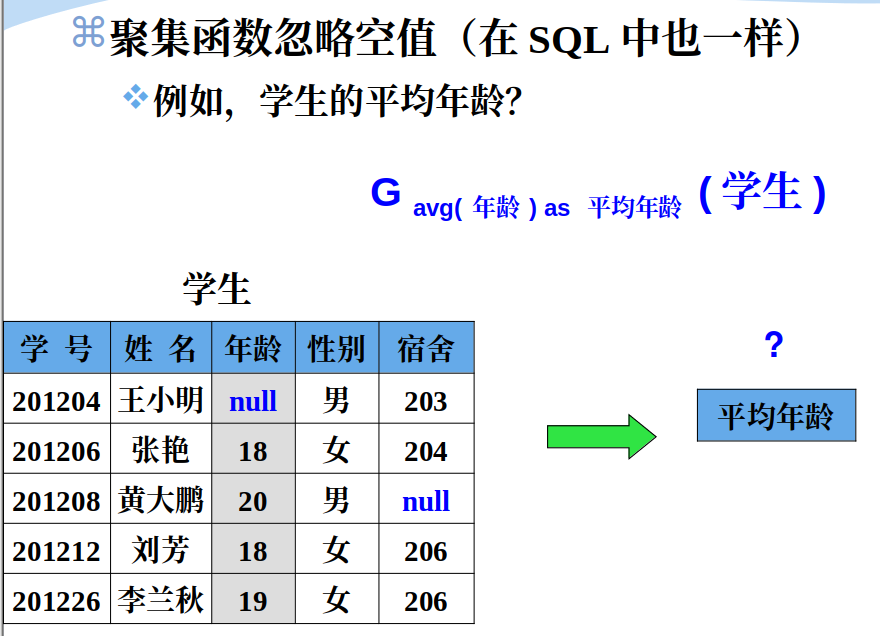 ⌘聚集函数忽略空值（在 SQL 中也一样）
❖例如，学生的平均年龄?
G avg( 年龄 ) as 平均年龄 ( 学生 )
学生
学 号 姓 名 年龄 性别 宿舍
201204 王小明 null 男 203
201206 张艳 18 女 204
201208 黄大鹏 20 男 null
201212 刘芳 18 女 206
201226 李兰秋 19 女 206
?
平均年龄